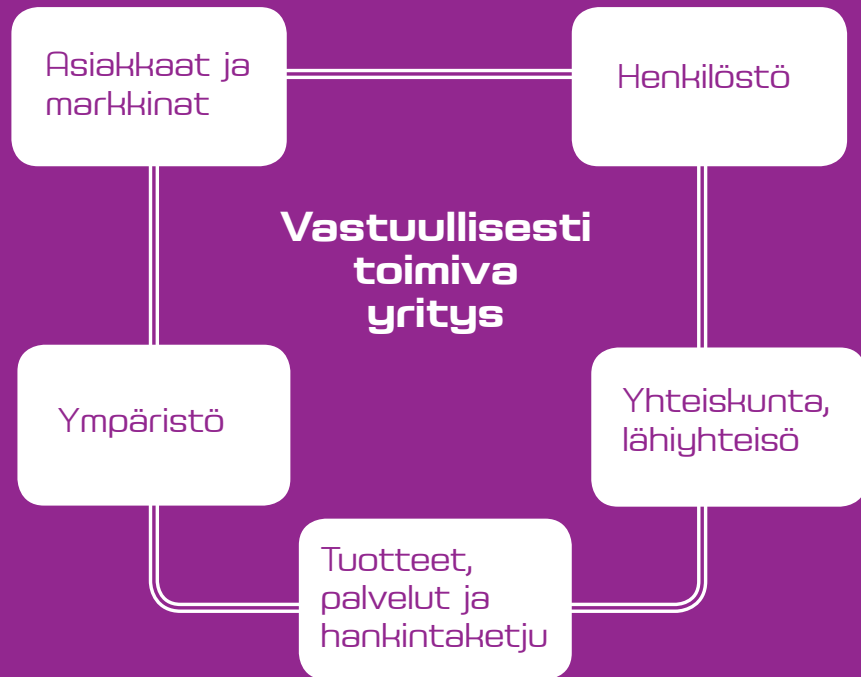 Asiakkaat ja
markkinat
Henkilöstö
Vastuullisesti
toimiva
yritys
Ympäristö
Yhteiskunta,
lähiyhteisö
Tuotteet,
palvelut ja
hankintaketju